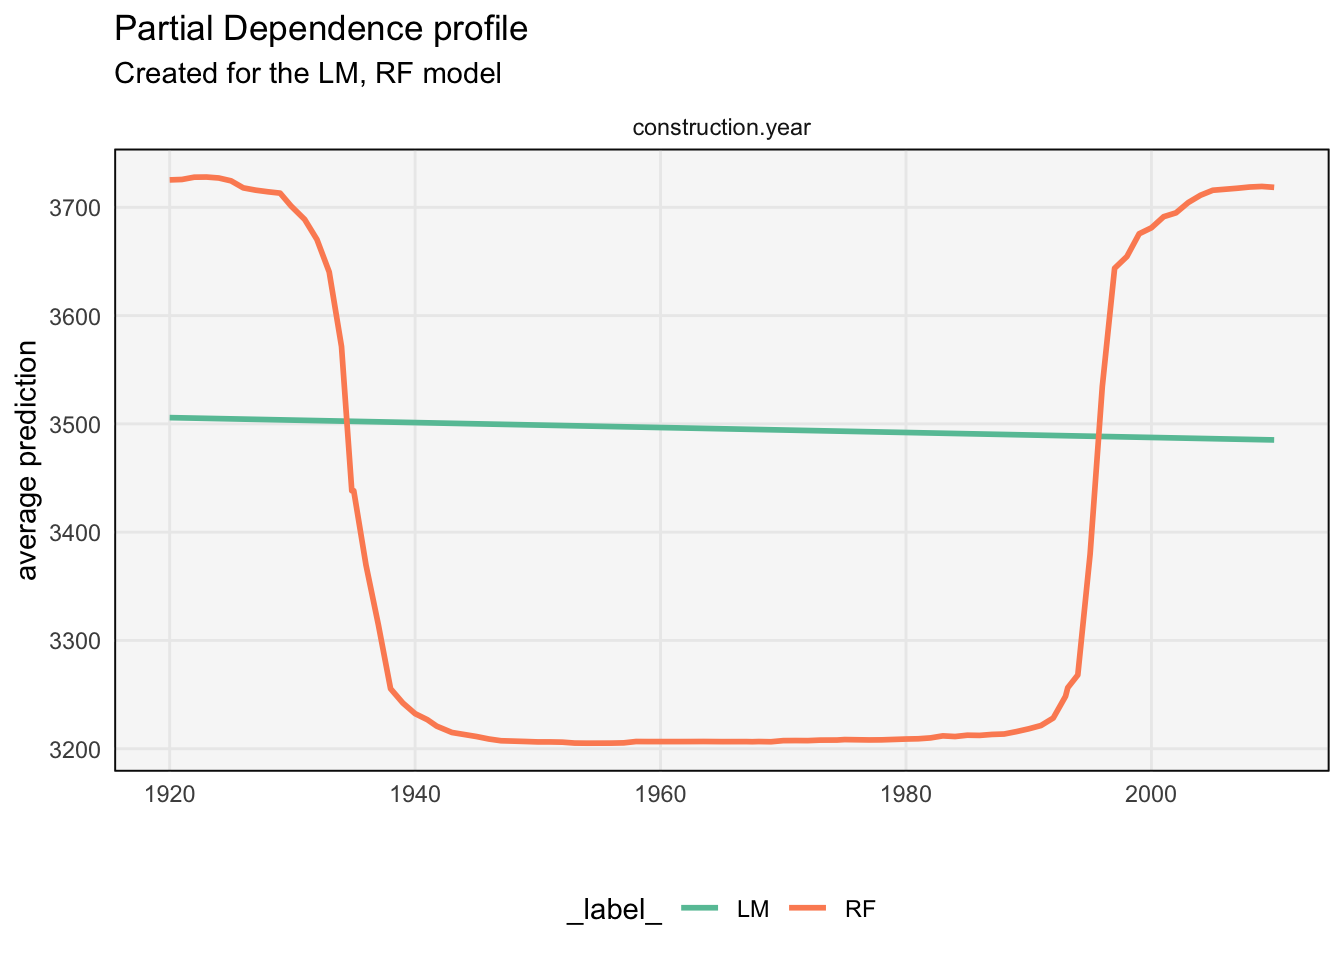 Partial Dependence profile
Created for the LM, RF model
construction.year
average prediction
3700
3600
3500
3400
3300
3200
1920 1940 1960 1980 2000
_label_ LM RF